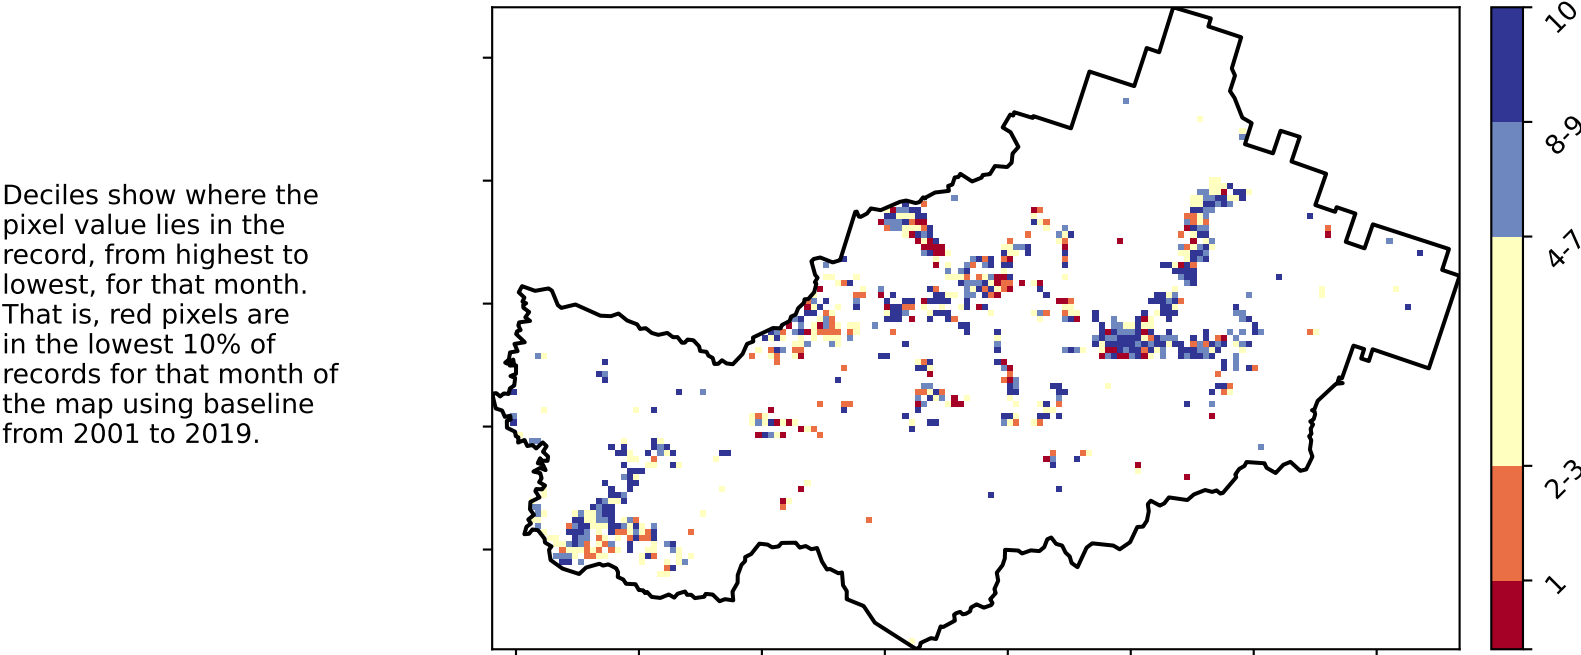 Deciles show where the
pixel value lies in the
record, from highest to
lowest, for that month.
That is, red pixels are
in the lowest 10% of
records for that month of
the map using baseline
from 2001 to 2019.
10
8-9
4-7
2-3
1